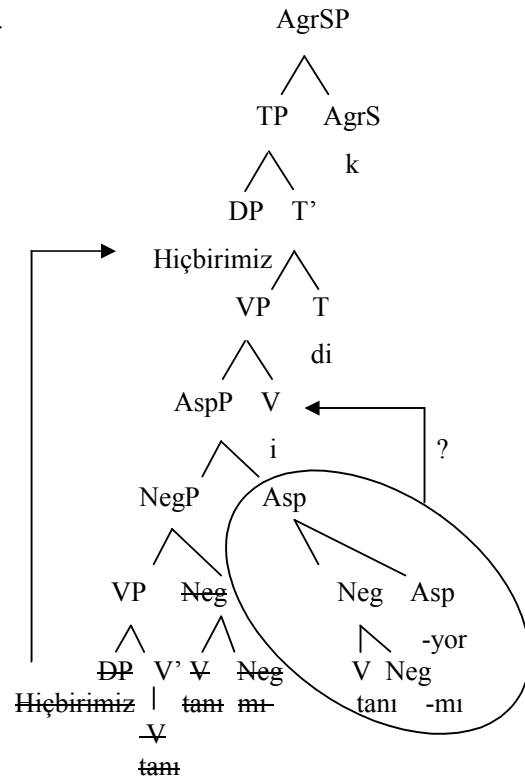 AgrSP
TP AgrS
k
DP T’
Hiçbirimiz
VP T
di
AspP V
i ?
NegP Asp
VP Neg Neg Asp
-yor
DP V’ V Neg V Neg
Hiçbirimiz tanı mı tanı -mı
V
tanı